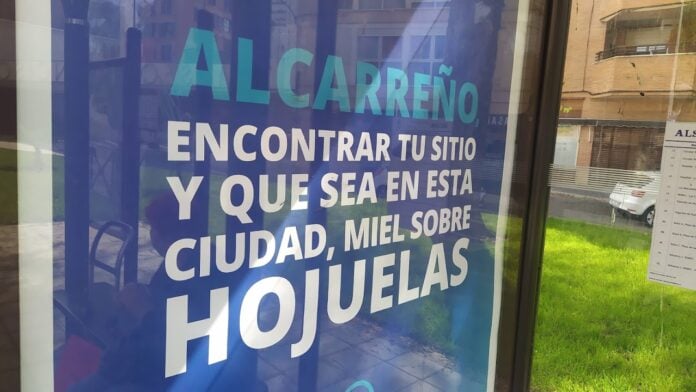 ALCARREÑO,
ENCONTRAR TU SITIO
Y QUE SEA EN ESTA
CIUDAD, MIEL SOBRE
HOJUELAS